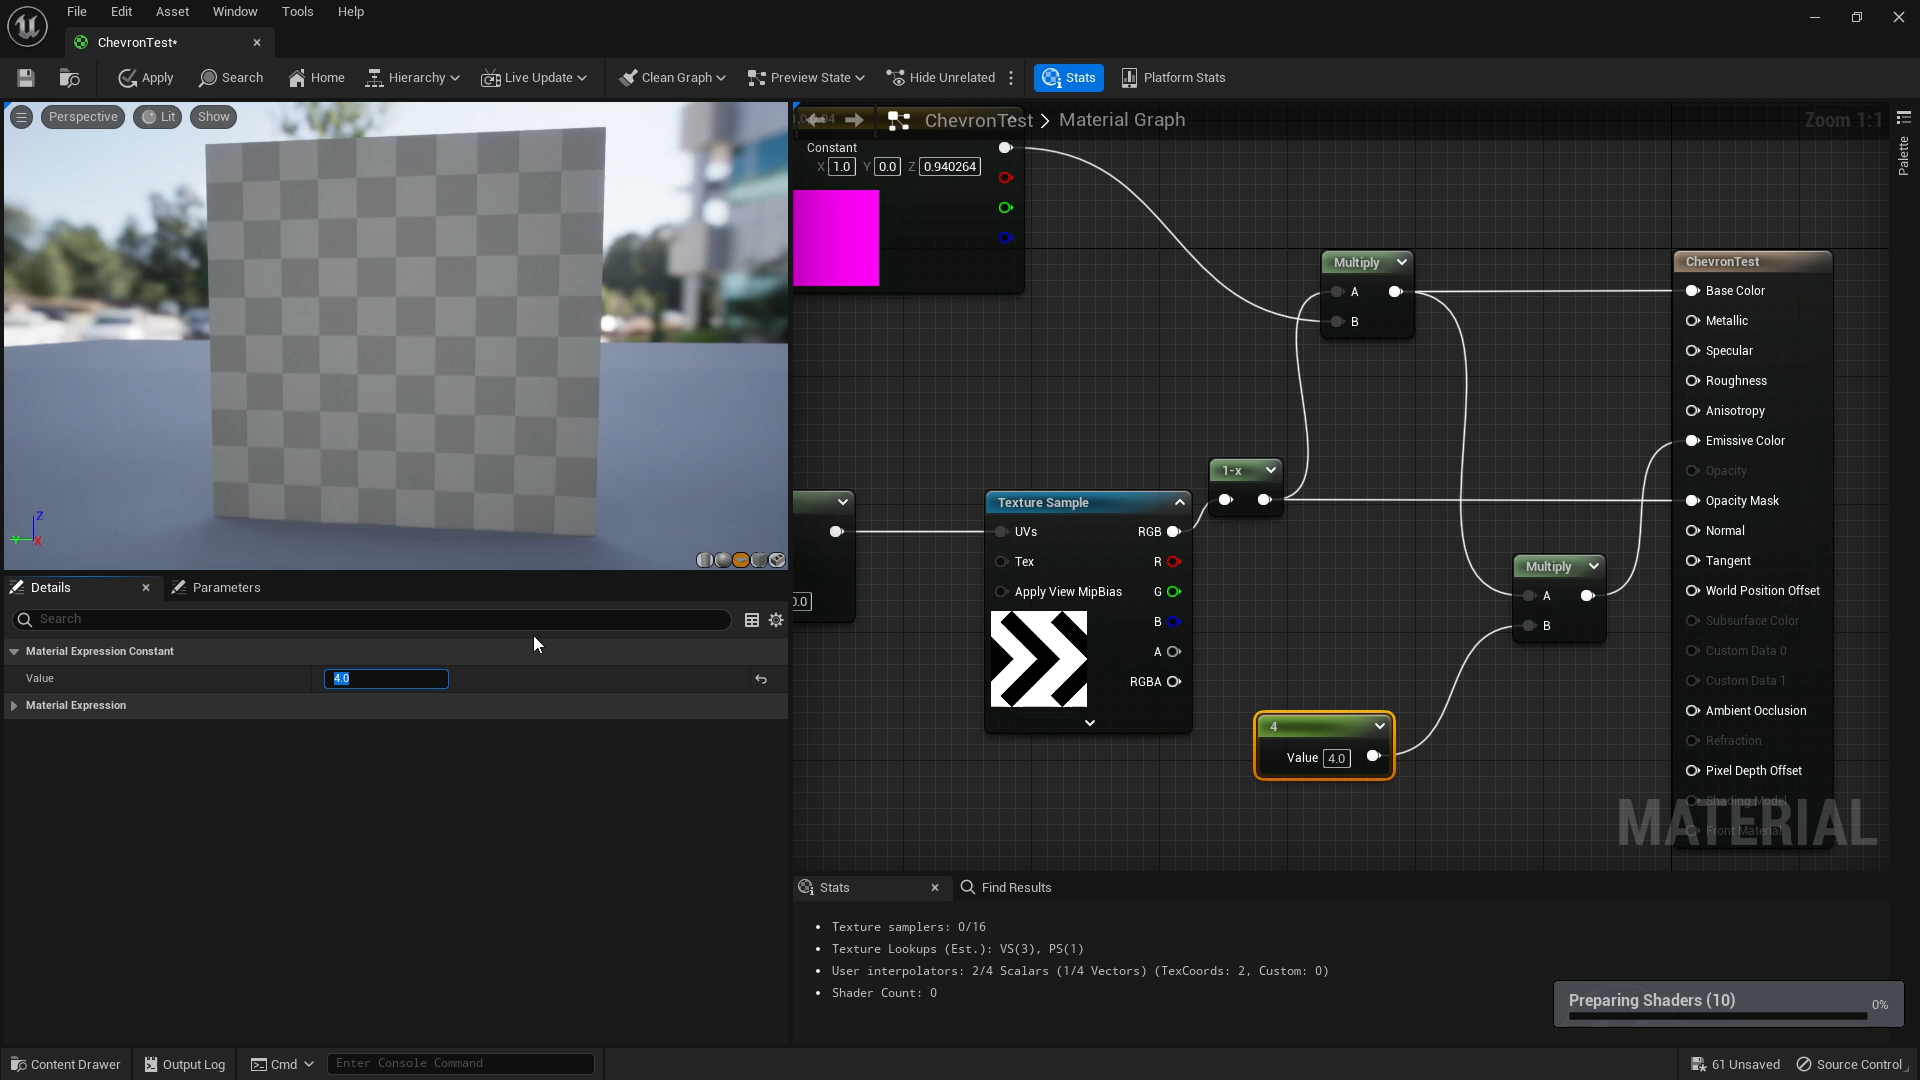 File Edit Asset Window Tools Help
ChevronTest*
Apply Search Home Hierarchy Live Update Clean Graph Preview State Hide Unrelated Stats Platform Stats
Perspective Lit Show
ChevronTest > Material Graph
Zoom 1:1
Palette
Constant
X 1.0 Y 0.0 Z 0.940264
Multiply
A
B
ChevronTest
Base Color
Metallic
Specular
Roughness
Anisotropy
Emissive Color
Opacity
Opacity Mask
Normal
Tangent
World Position Offset
Subsurface Color
Custom Data 0
Custom Data 1
Ambient Occlusion
Refraction
Pixel Depth Offset
Shading Model
Front Material
1-x
Texture Sample
UVs RGB
Tex R
Apply View MipBias G
B
A
RGBA
Multiply
A
B
4
Value 4.0
MATERIAL
Z
Y
X
Details Parameters
Search
Material Expression Constant
Value 4.0
Material Expression
Stats Find Results
• Texture samplers: 0/16
• Texture Lookups (Est.): VS(3), PS(1)
• User interpolators: 2/4 Scalars (1/4 Vectors) (TexCoords: 2, Custom: 0)
• Shader Count: 0
Preparing Shaders (10) 0%
Content Drawer Output Log Cmd Enter Console Command 61 Unsaved Source Control